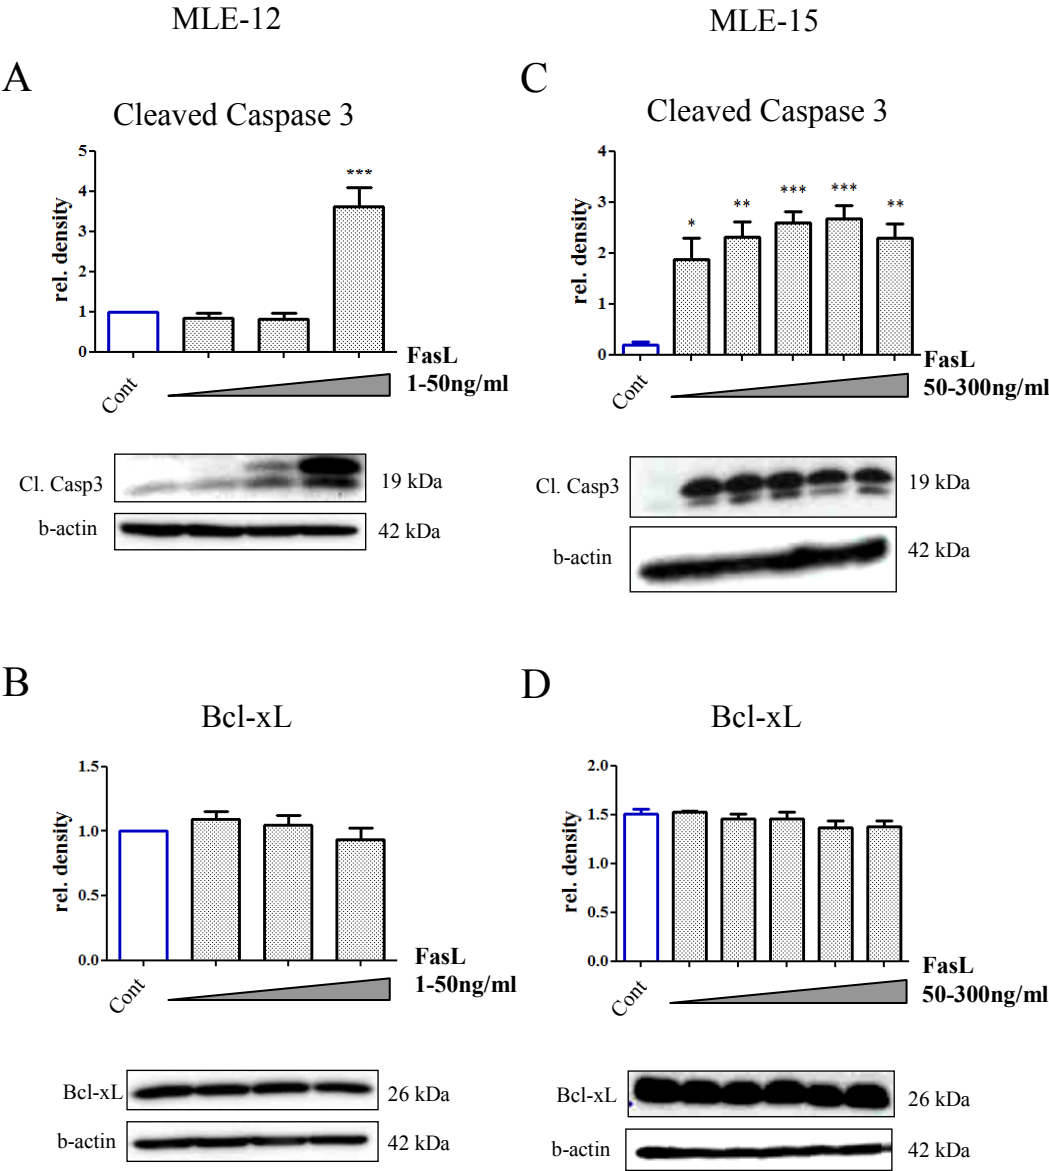 MLE-12
MLE-15
A
Cleaved Caspase 3
rel. density
5
4
3
2
1
0
***
Cont
FasL
1-50ng/ml
Cl. Casp3
19 kDa
b-actin
42 kDa
C
Cleaved Caspase 3
rel. density
4
3
2
1
0
*
**
***
***
**
Cont
FasL
50-300ng/ml
Cl. Casp3
19 kDa
b-actin
42 kDa
B
Bcl-xL
rel. density
1.5
1.0
0.5
0.0
Cont
FasL
1-50ng/ml
Bcl-xL
26 kDa
b-actin
42 kDa
D
Bcl-xL
rel. density
2.0
1.5
1.0
0.5
0.0
Cont
FasL
50-300ng/ml
Bcl-xL
26 kDa
b-actin
42 kDa